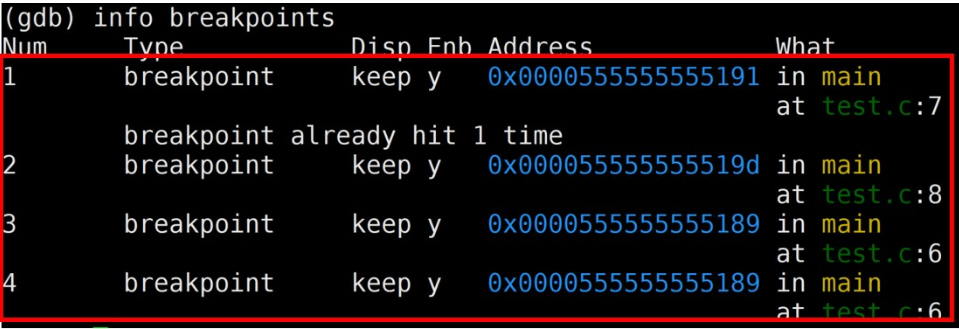 (gdb) info breakpoints
Num     Type           Disp Enb Address            What
1       breakpoint     keep y   0x0000555555555191 in main
                                                   at test.c:7
        breakpoint already hit 1 time
2       breakpoint     keep y   0x000055555555519d in main
                                                   at test.c:8
3       breakpoint     keep y   0x0000555555555189 in main
                                                   at test.c:6
4       breakpoint     keep y   0x0000555555555189 in main
                                                   at test.c:6